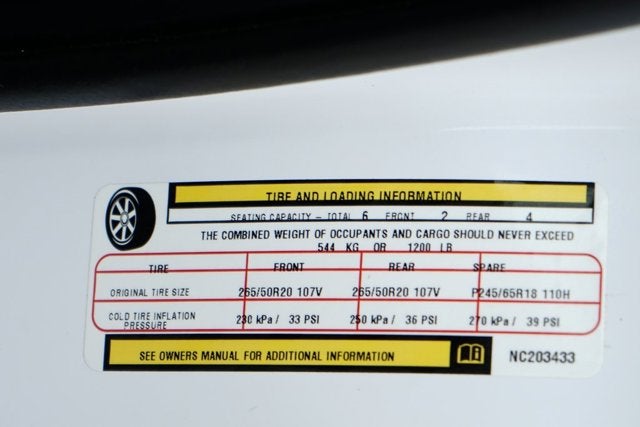 TIRE AND LOADING INFORMATION
SEATING CAPACITY - TOTAL 6 FRONT 2 REAR 4
THE COMBINED WEIGHT OF OCCUPANTS AND CARGO SHOULD NEVER EXCEED
544 KG OR 1200 LB
TIRE FRONT REAR SPARE
ORIGINAL TIRE SIZE 265/50R20 107V 265/50R20 107V P245/65R18 110H
COLD TIRE INFLATION
PRESSURE 230 kPa / 33 PSI 250 kPa / 36 PSI 270 kPa / 39 PSI
SEE OWNERS MANUAL FOR ADDITIONAL INFORMATION NC203433